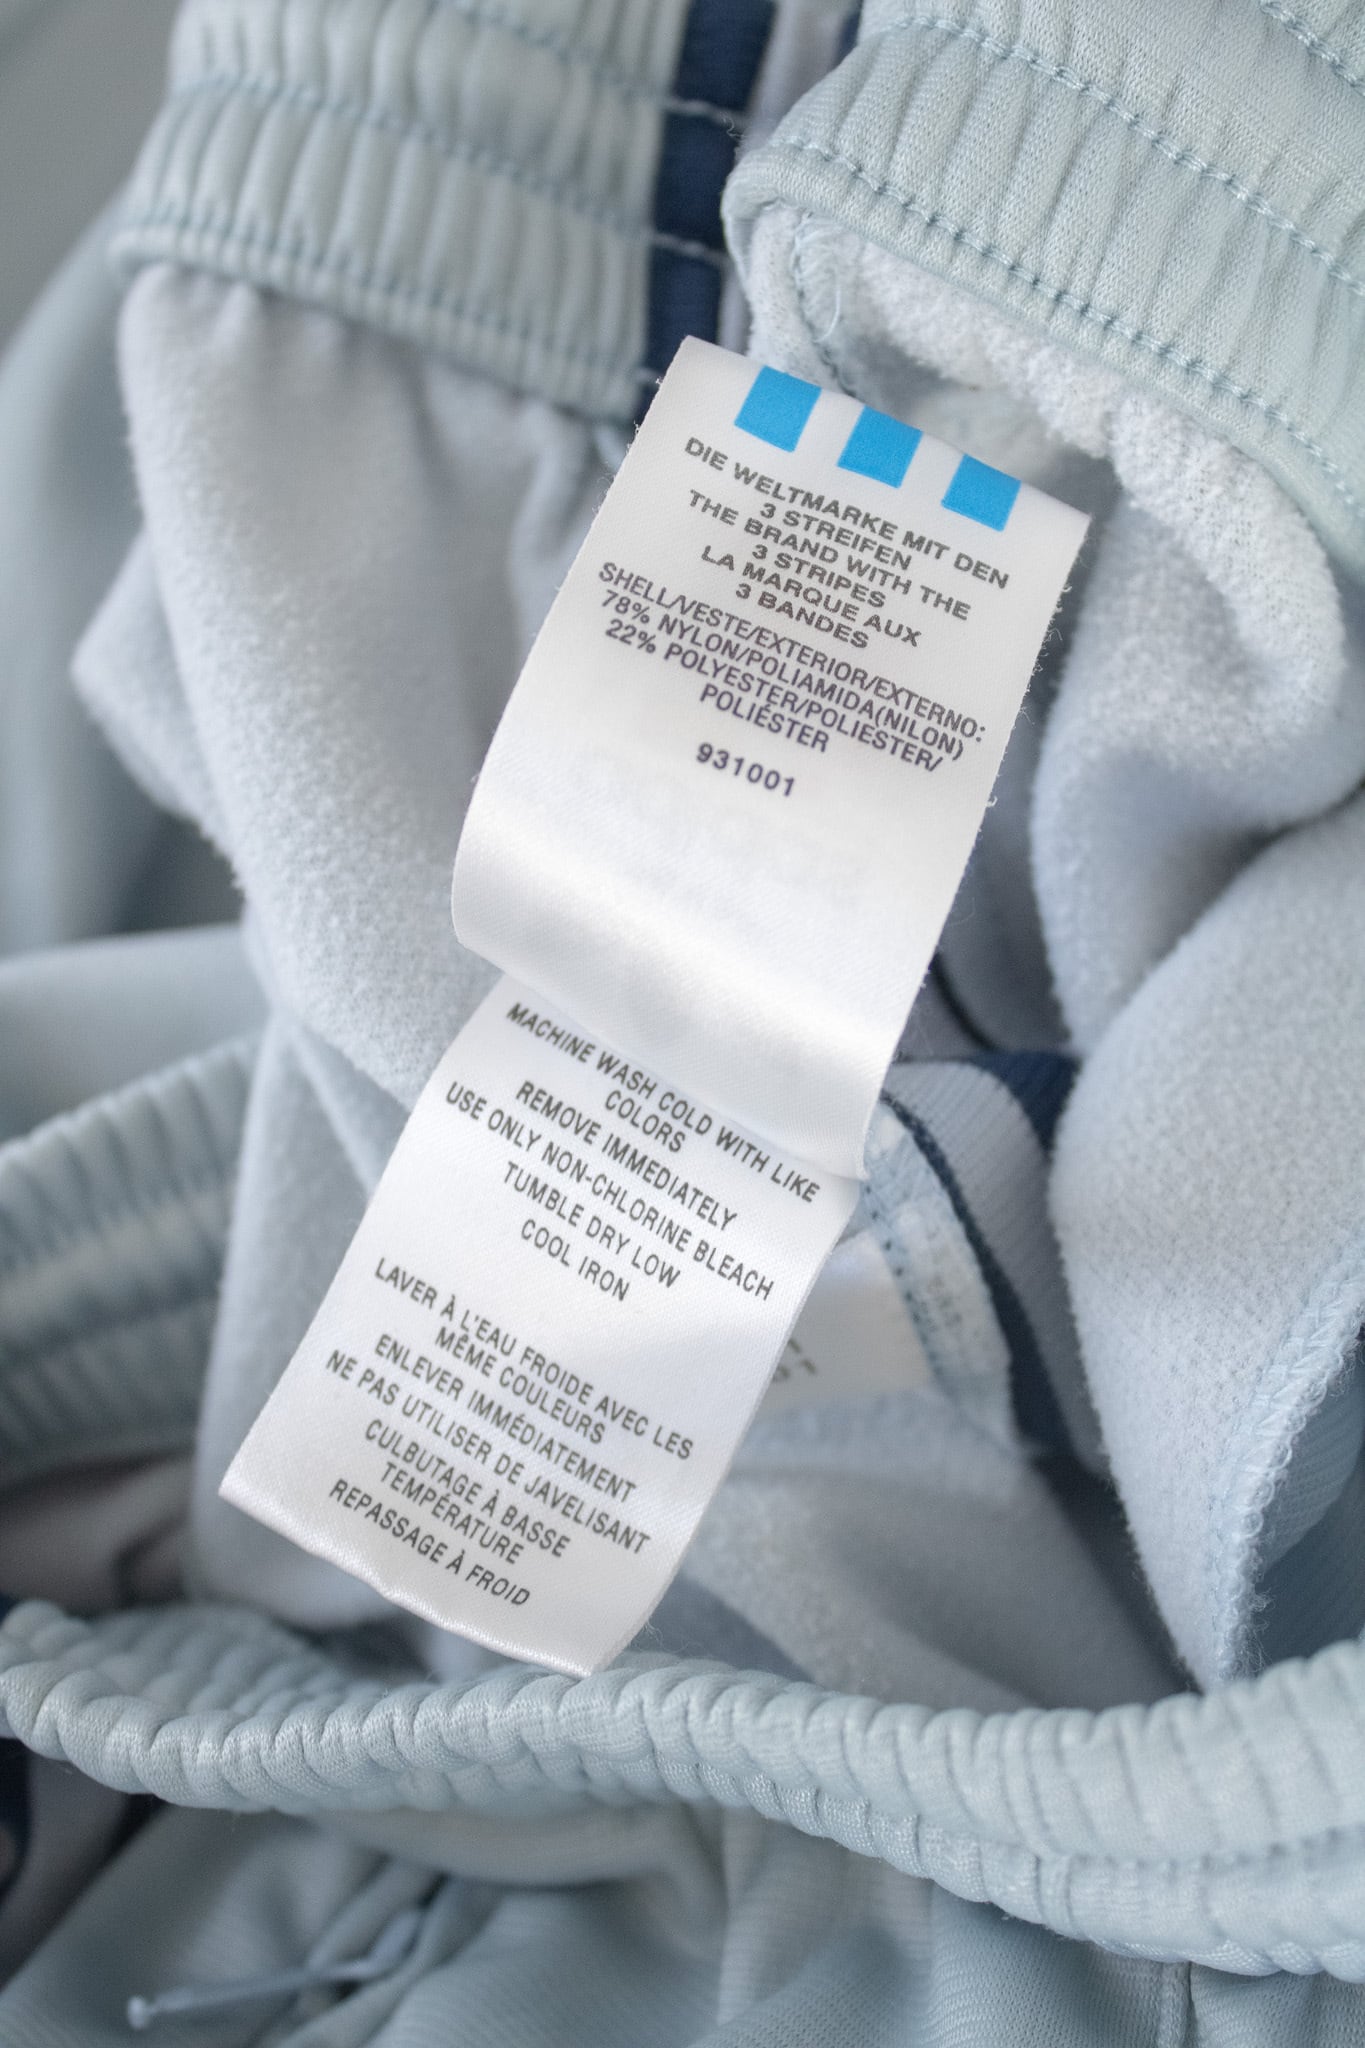 DIE WELTMARKE MIT DEN
3 STREIFEN
THE BRAND WITH THE
3 STRIPES
LA MARQUE AUX
3 BANDES
SHELL/VESTE/EXTERIOR/EXTERNO:
78% NYLON/POLIAMIDA(NILON)
22% POLYESTER/POLIESTER/
POLIÉSTER
931001
MACHINE WASH COLD WITH LIKE
COLORS
REMOVE IMMEDIATELY
USE ONLY NON-CHLORINE BLEACH
TUMBLE DRY LOW
COOL IRON
LAVER À L'EAU FROIDE AVEC LES
MÊME COULEURS
ENLEVER IMMÉDIATEMENT
NE PAS UTILISER DE JAVELISANT
CULBUTAGE À BASSE
TEMPÉRATURE
REPASSAGE À FROID